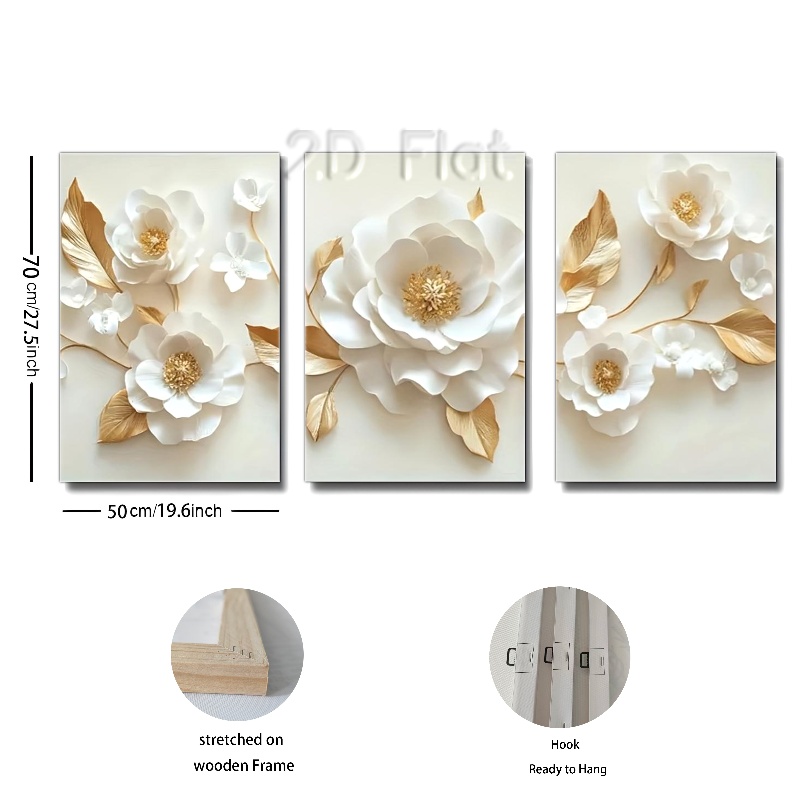 2D Flat
70 cm/27.5inch
50cm/19.6inch
stretched on
wooden Frame
Hook
Ready to Hang